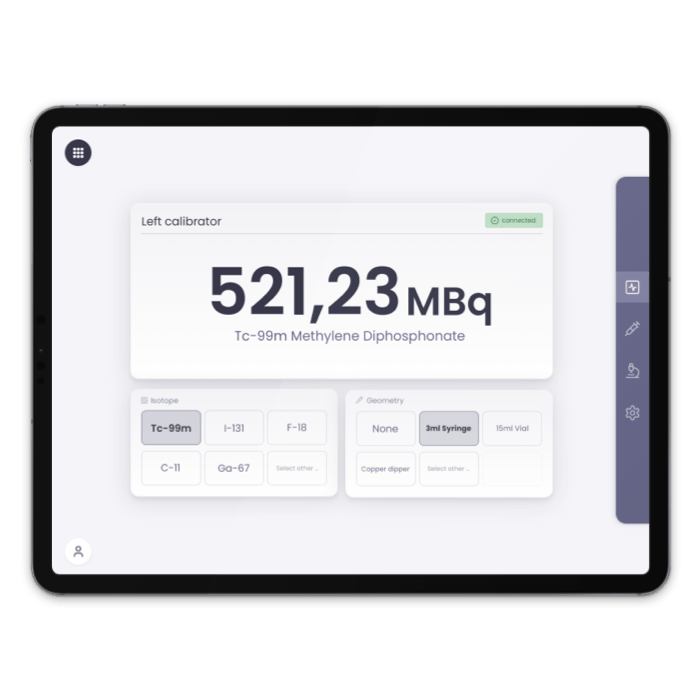 Left calibrator
connected
521,23 MBq
Tc-99m Methylene Diphosphonate
Isotope
Geometry
Tc-99m
I-131
F-18
None
3ml Syringe
15ml Vial
C-11
Ga-67
Select other ...
Copper dipper
Select other ...